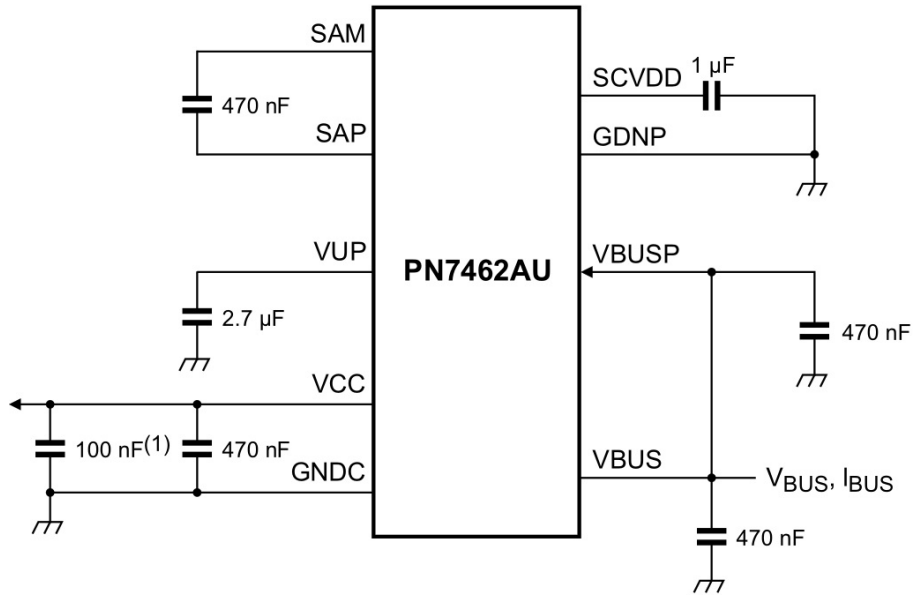 SAM
470 nF
SAP
SCVDD
1 µF
GDNP
VUP
2.7 µF
PN7462AU
VBUSP
470 nF
VCC
100 nF(1)
470 nF
GNDC
VBUS
VBUS, IBUS
470 nF